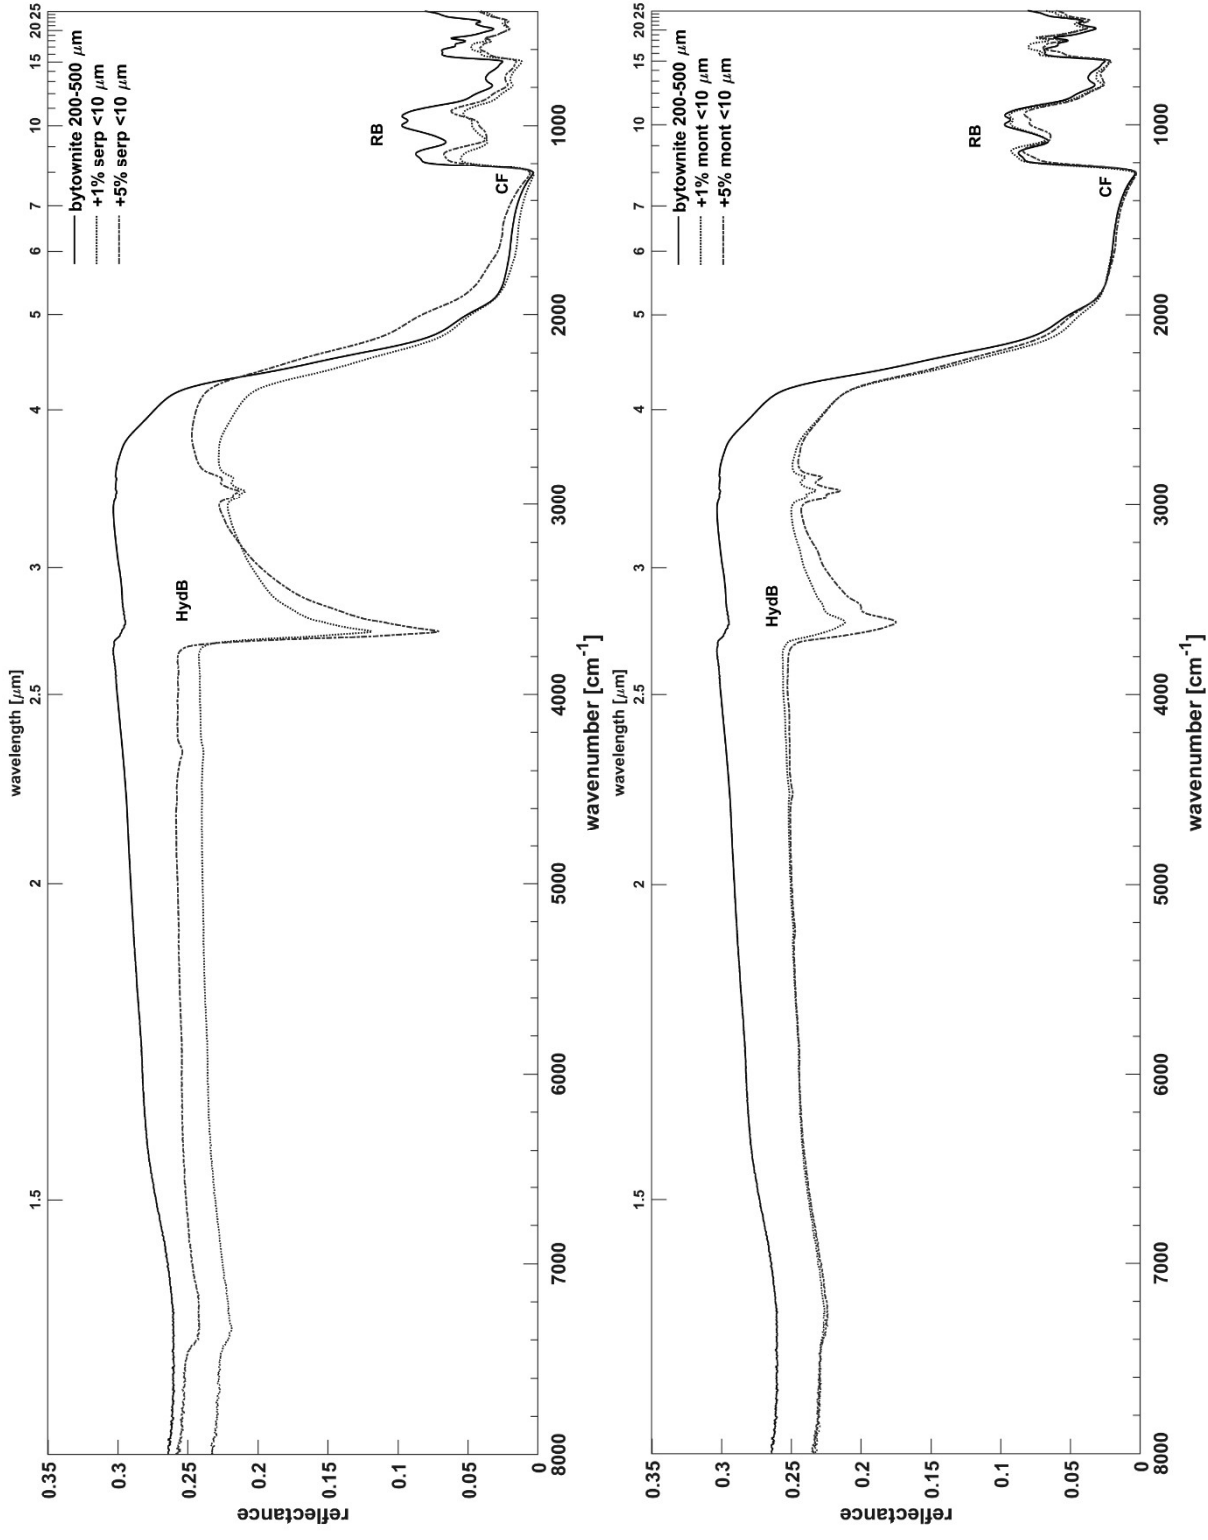 wavelength [μm]
1.5 2 2.5 3 4 5 6 7 10 15 20 25
bytownite 200-500 μm
+1% serp <10 μm
+5% serp <10 μm
HydB
CF
RB
reflectance
0.35
0.3
0.25
0.2
0.15
0.1
0.05
0
8000 7000 6000 5000 4000 3000 2000 1000
wavenumber [cm-1]
wavelength [μm]
1.5 2 2.5 3 4 5 6 7 10 15 20 25
bytownite 200-500 μm
+1% mont <10 μm
+5% mont <10 μm
HydB
CF
RB
reflectance
0.35
0.3
0.25
0.2
0.15
0.1
0.05
0
8000 7000 6000 5000 4000 3000 2000 1000
wavenumber [cm-1]